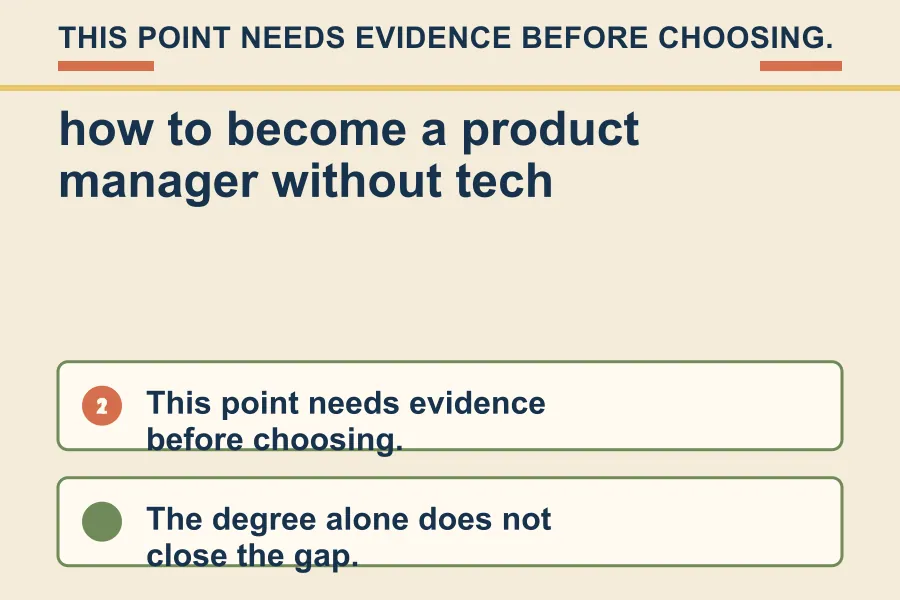 THIS POINT NEEDS EVIDENCE BEFORE CHOOSING.
how to become a product
manager without tech
2
This point needs evidence
before choosing.
The degree alone does not
close the gap.